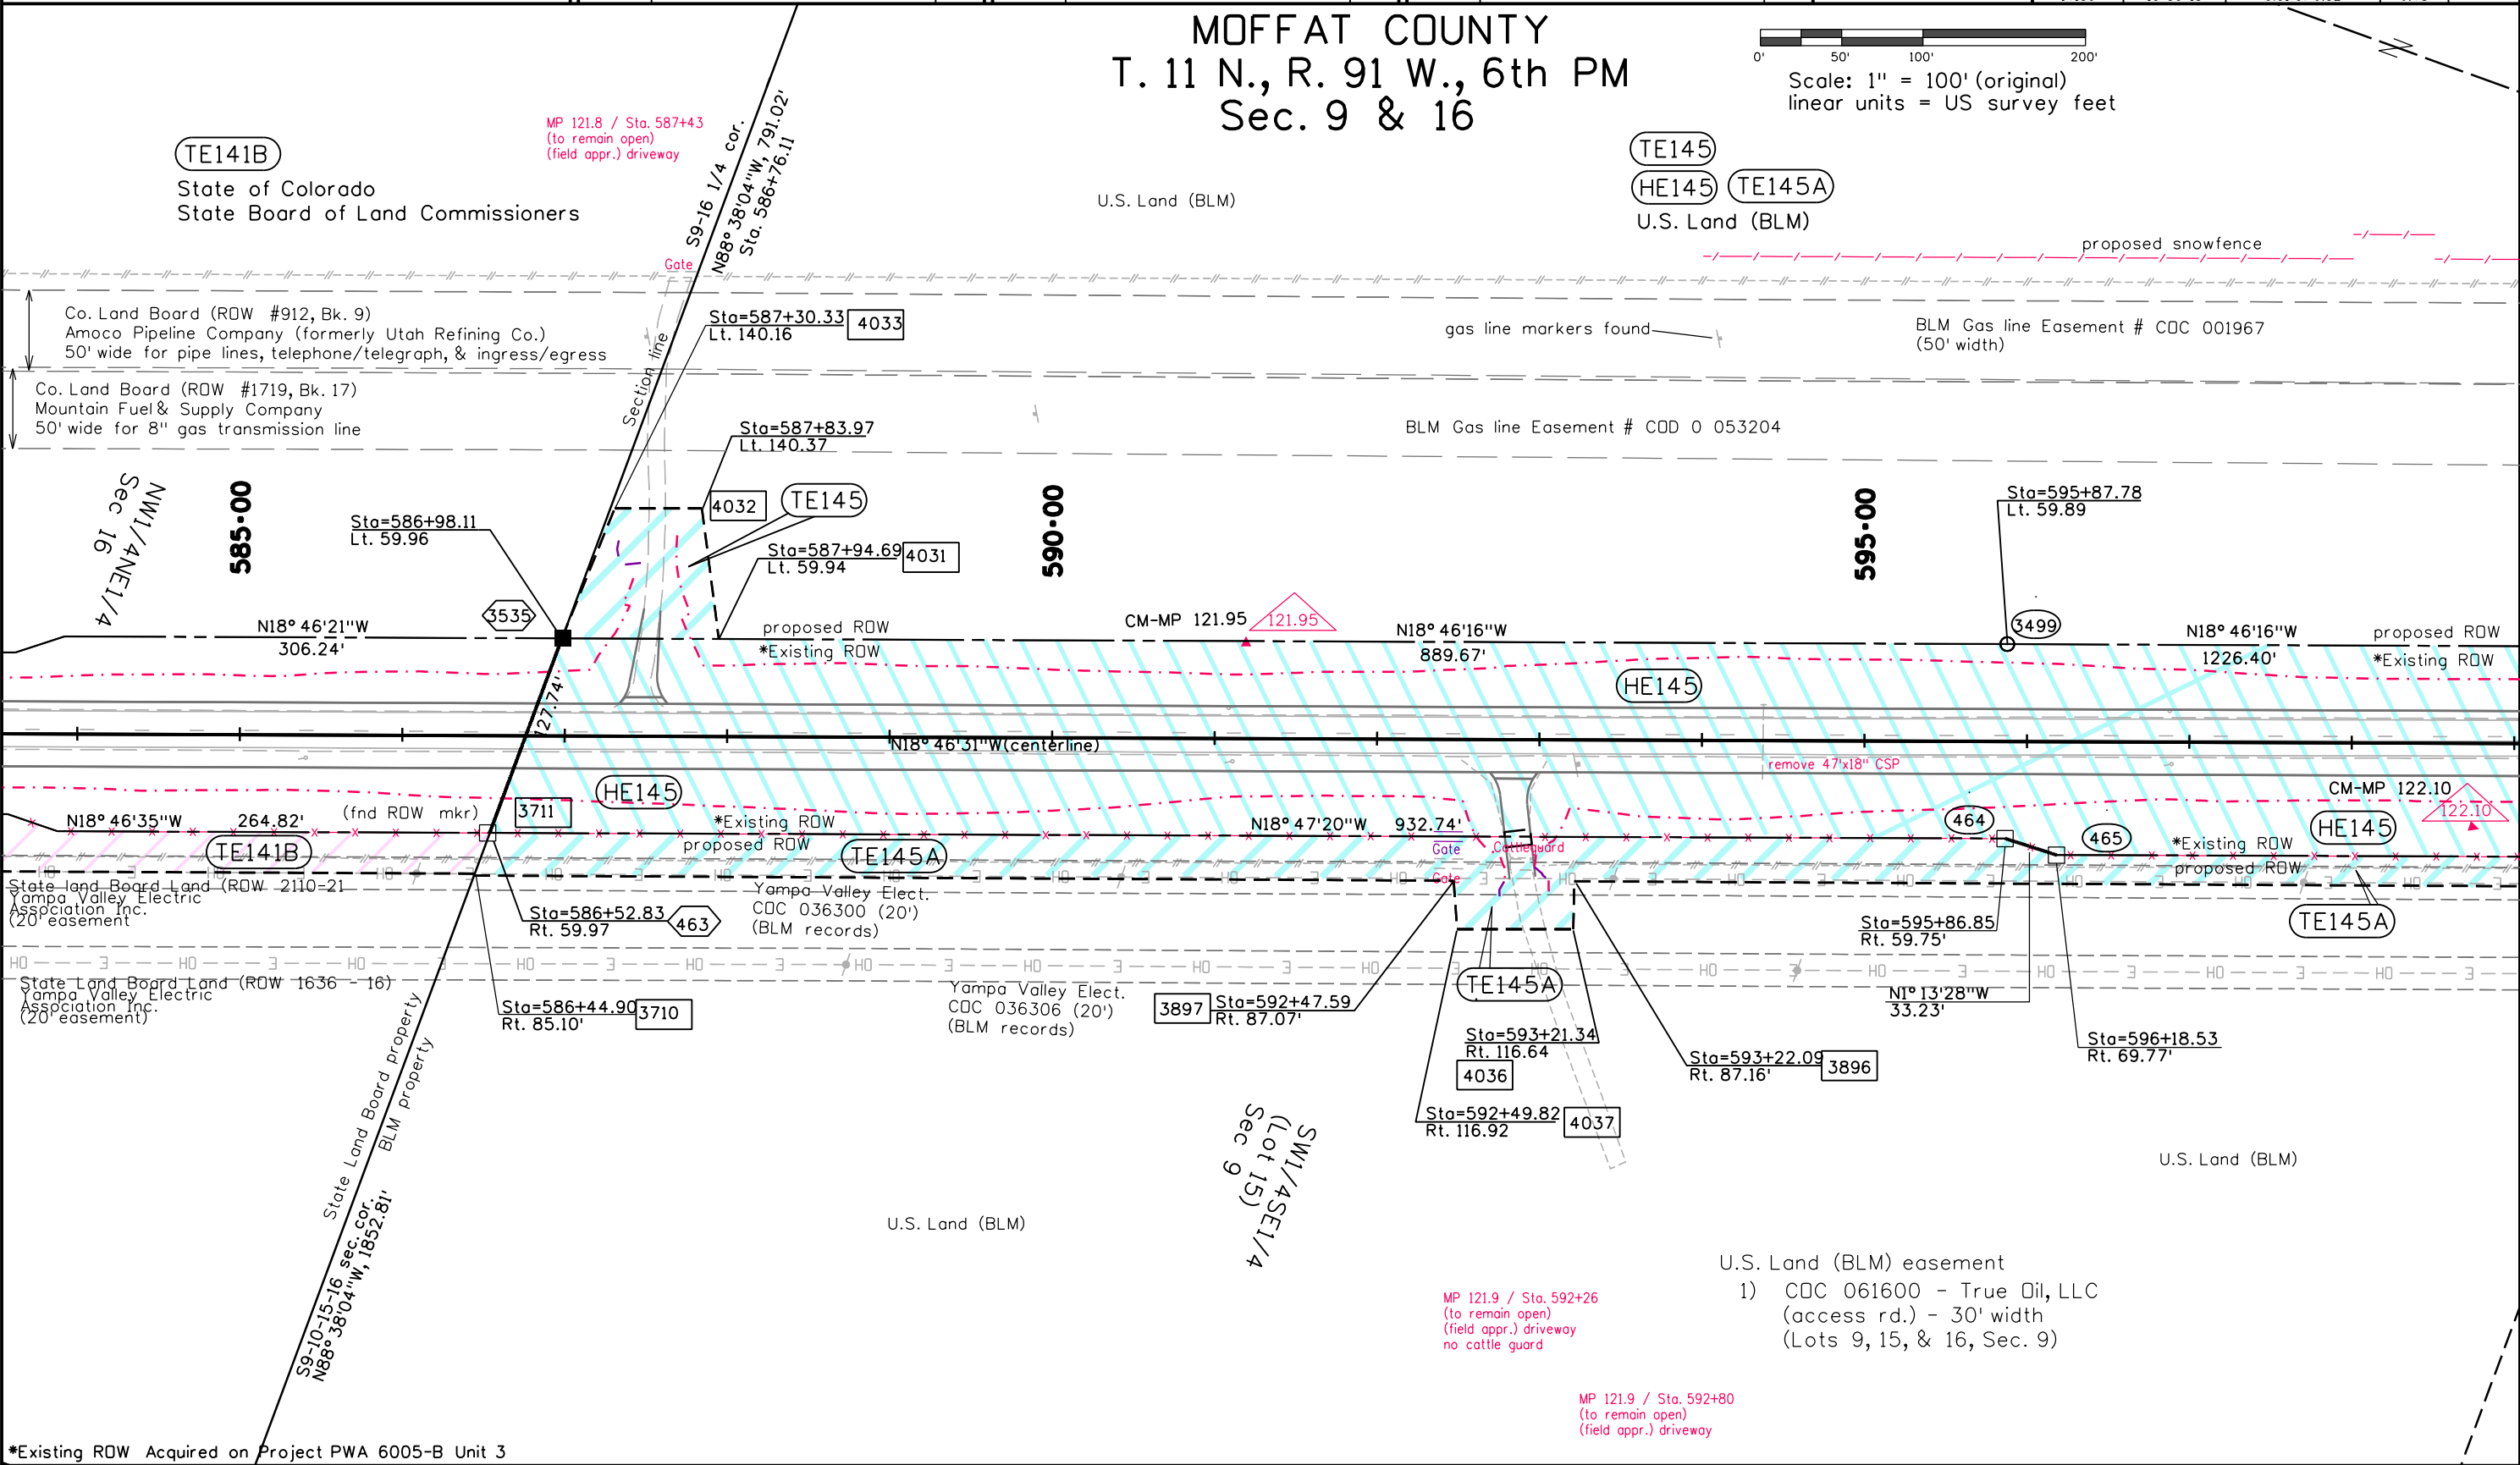 MOFFAT COUNTY
T. 11 N., R. 91 W., 6th PM
Sec. 9 & 16
0' 50' 100' 200'
Scale: 1" = 100' (original)
linear units = US survey feet
N
TE141B
State of Colorado
State Board of Land Commissioners
MP 121.8 / Sta. 587+43
(to remain open)
(field appr.) driveway
S9-16 1/4 cor.
N88°38'04"W, 791.02'
Sta. 586+76.11
U.S. Land (BLM)
TE145
HE145 TE145A
U.S. Land (BLM)
proposed snowfence
Gate
Co. Land Board (ROW #912, Bk. 9)
Amoco Pipeline Company (formerly Utah Refining Co.)
50' wide for pipe lines, telephone/telegraph, & ingress/egress
Co. Land Board (ROW #1719, Bk. 17)
Mountain Fuel & Supply Company
50' wide for 8" gas transmission line
Section line
Sta=587+30.33 4033
Lt. 140.16
gas line markers found
BLM Gas line Easement # COC 001967
(50' width)
BLM Gas line Easement # COD 0 053204
Sta=587+83.97
Lt. 140.37
4032
TE145
Sta=587+94.69 4031
Lt. 59.94
NW1/4NE1/4
Sec 16
585+00
590+00
595+00
Sta=586+98.11
Lt. 59.96
3535
Sta=595+87.78
Lt. 59.89
3499
N18°46'21"W
306.24'
proposed ROW
*Existing ROW
CM-MP 121.95
121.95
N18°46'16"W
889.67'
N18°46'16"W
1226.40'
proposed ROW
*Existing ROW
HE145
127.74'
N18°46'31"W(centerline)
remove 47'x18" CSP
HE145
CM-MP 122.10
122.10
N18°46'35"W 264.82'
(fnd ROW mkr)
3711
*Existing ROW
proposed ROW
N18°47'20"W 932.74'
Gate
Cattleguard
Gate
464
465
HE145
*Existing ROW
proposed ROW
TE141B
TE145A
TE145A
State land Board Land (ROW 2110-21
Yampa Valley Electric
Association Inc.
(20' easement
Yampa Valley Elect.
COC 036300 (20')
(BLM records)
Sta=586+52.83 463
Rt. 59.97
Sta=595+86.85
Rt. 59.75'
OH E OH E OH E OH E OH E OH E OH E OH E
State Land Board Land (ROW 1636 - 16)
Yampa Valley Electric
Association Inc.
(20' easement)
Sta=586+44.90 3710
Rt. 85.10'
Yampa Valley Elect.
COC 036306 (20')
(BLM records)
3897 Sta=592+47.59
Rt. 87.07'
TE145A
N1°13'28"W
33.23'
Sta=593+21.34
Rt. 116.64
4036
Sta=593+22.09 3896
Rt. 87.16'
Sta=596+18.53
Rt. 69.77'
Sta=592+49.82 4037
Rt. 116.92
State Land Board property
BLM property
SW1/4SE1/4
(Lot 15)
Sec 9
U.S. Land (BLM)
U.S. Land (BLM)
S9-10-15-16 sec. cor.
N88°38'04"W, 1852.81'
U.S. Land (BLM) easement
1) COC 061600 - True Oil, LLC
(access rd.) - 30' width
(Lots 9, 15, & 16, Sec. 9)
MP 121.9 / Sta. 592+26
(to remain open)
(field appr.) driveway
no cattle guard
MP 121.9 / Sta. 592+80
(to remain open)
(field appr.) driveway
*Existing ROW Acquired on Project PWA 6005-B Unit 3